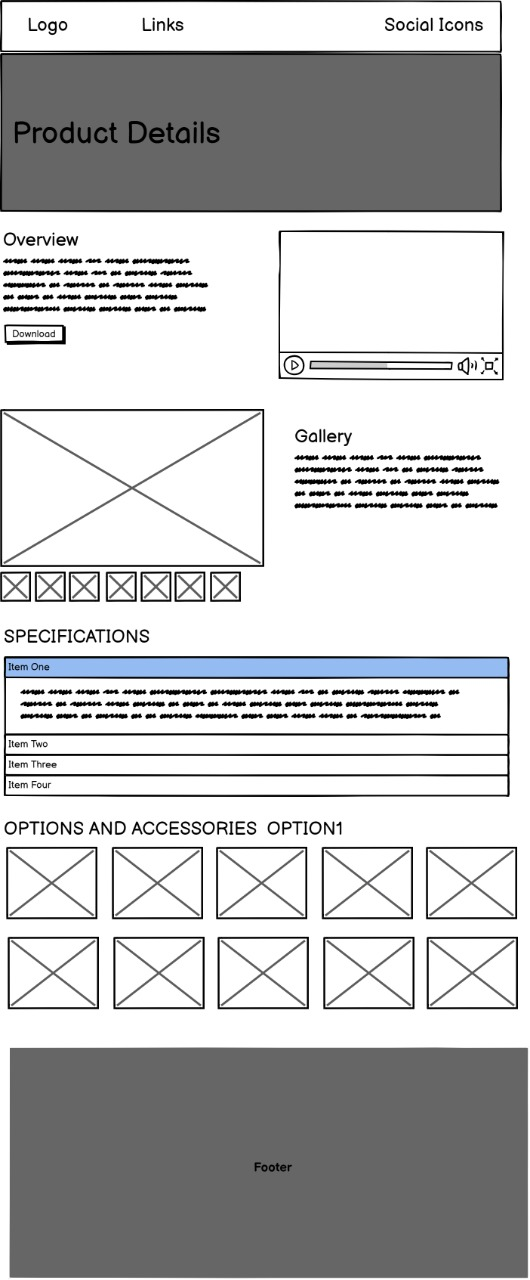 Logo
Links
Social Icons
Product Details
Overview
Download
Gallery
SPECIFICATIONS
Item One
Item Two
Item Three
Item Four
OPTIONS AND ACCESSORIES OPTION1
Footer